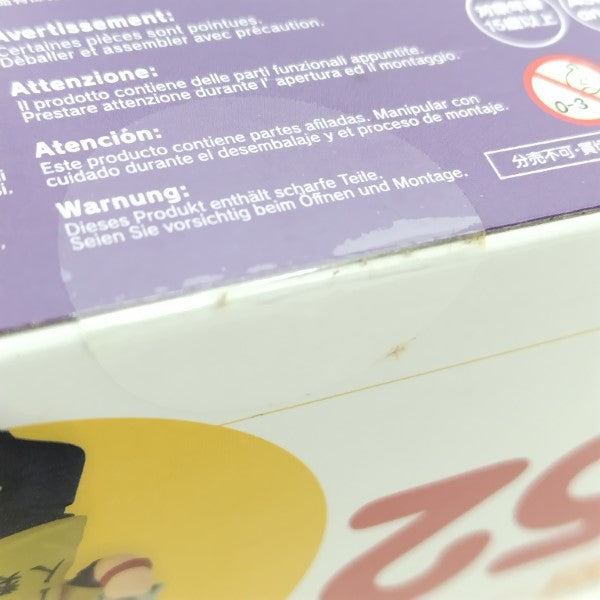 Avertissement:
Certaines pièces sont pointues.
Déballer et assembler avec précaution.
Attenzione:
Il prodotto contiene delle parti funzionali appuntite.
Prestare attenzione durante l' apertura ed il montaggio.
Atención:
Este producto contiene partes afiladas. Manipular con
cuidado durante el desembalaje y el proceso de montaje.
Warnung:
Dieses Produkt enthält scharfe Teile.
Seien Sie vorsichtig beim Öffnen und Montage.
0-3
分売不可
52